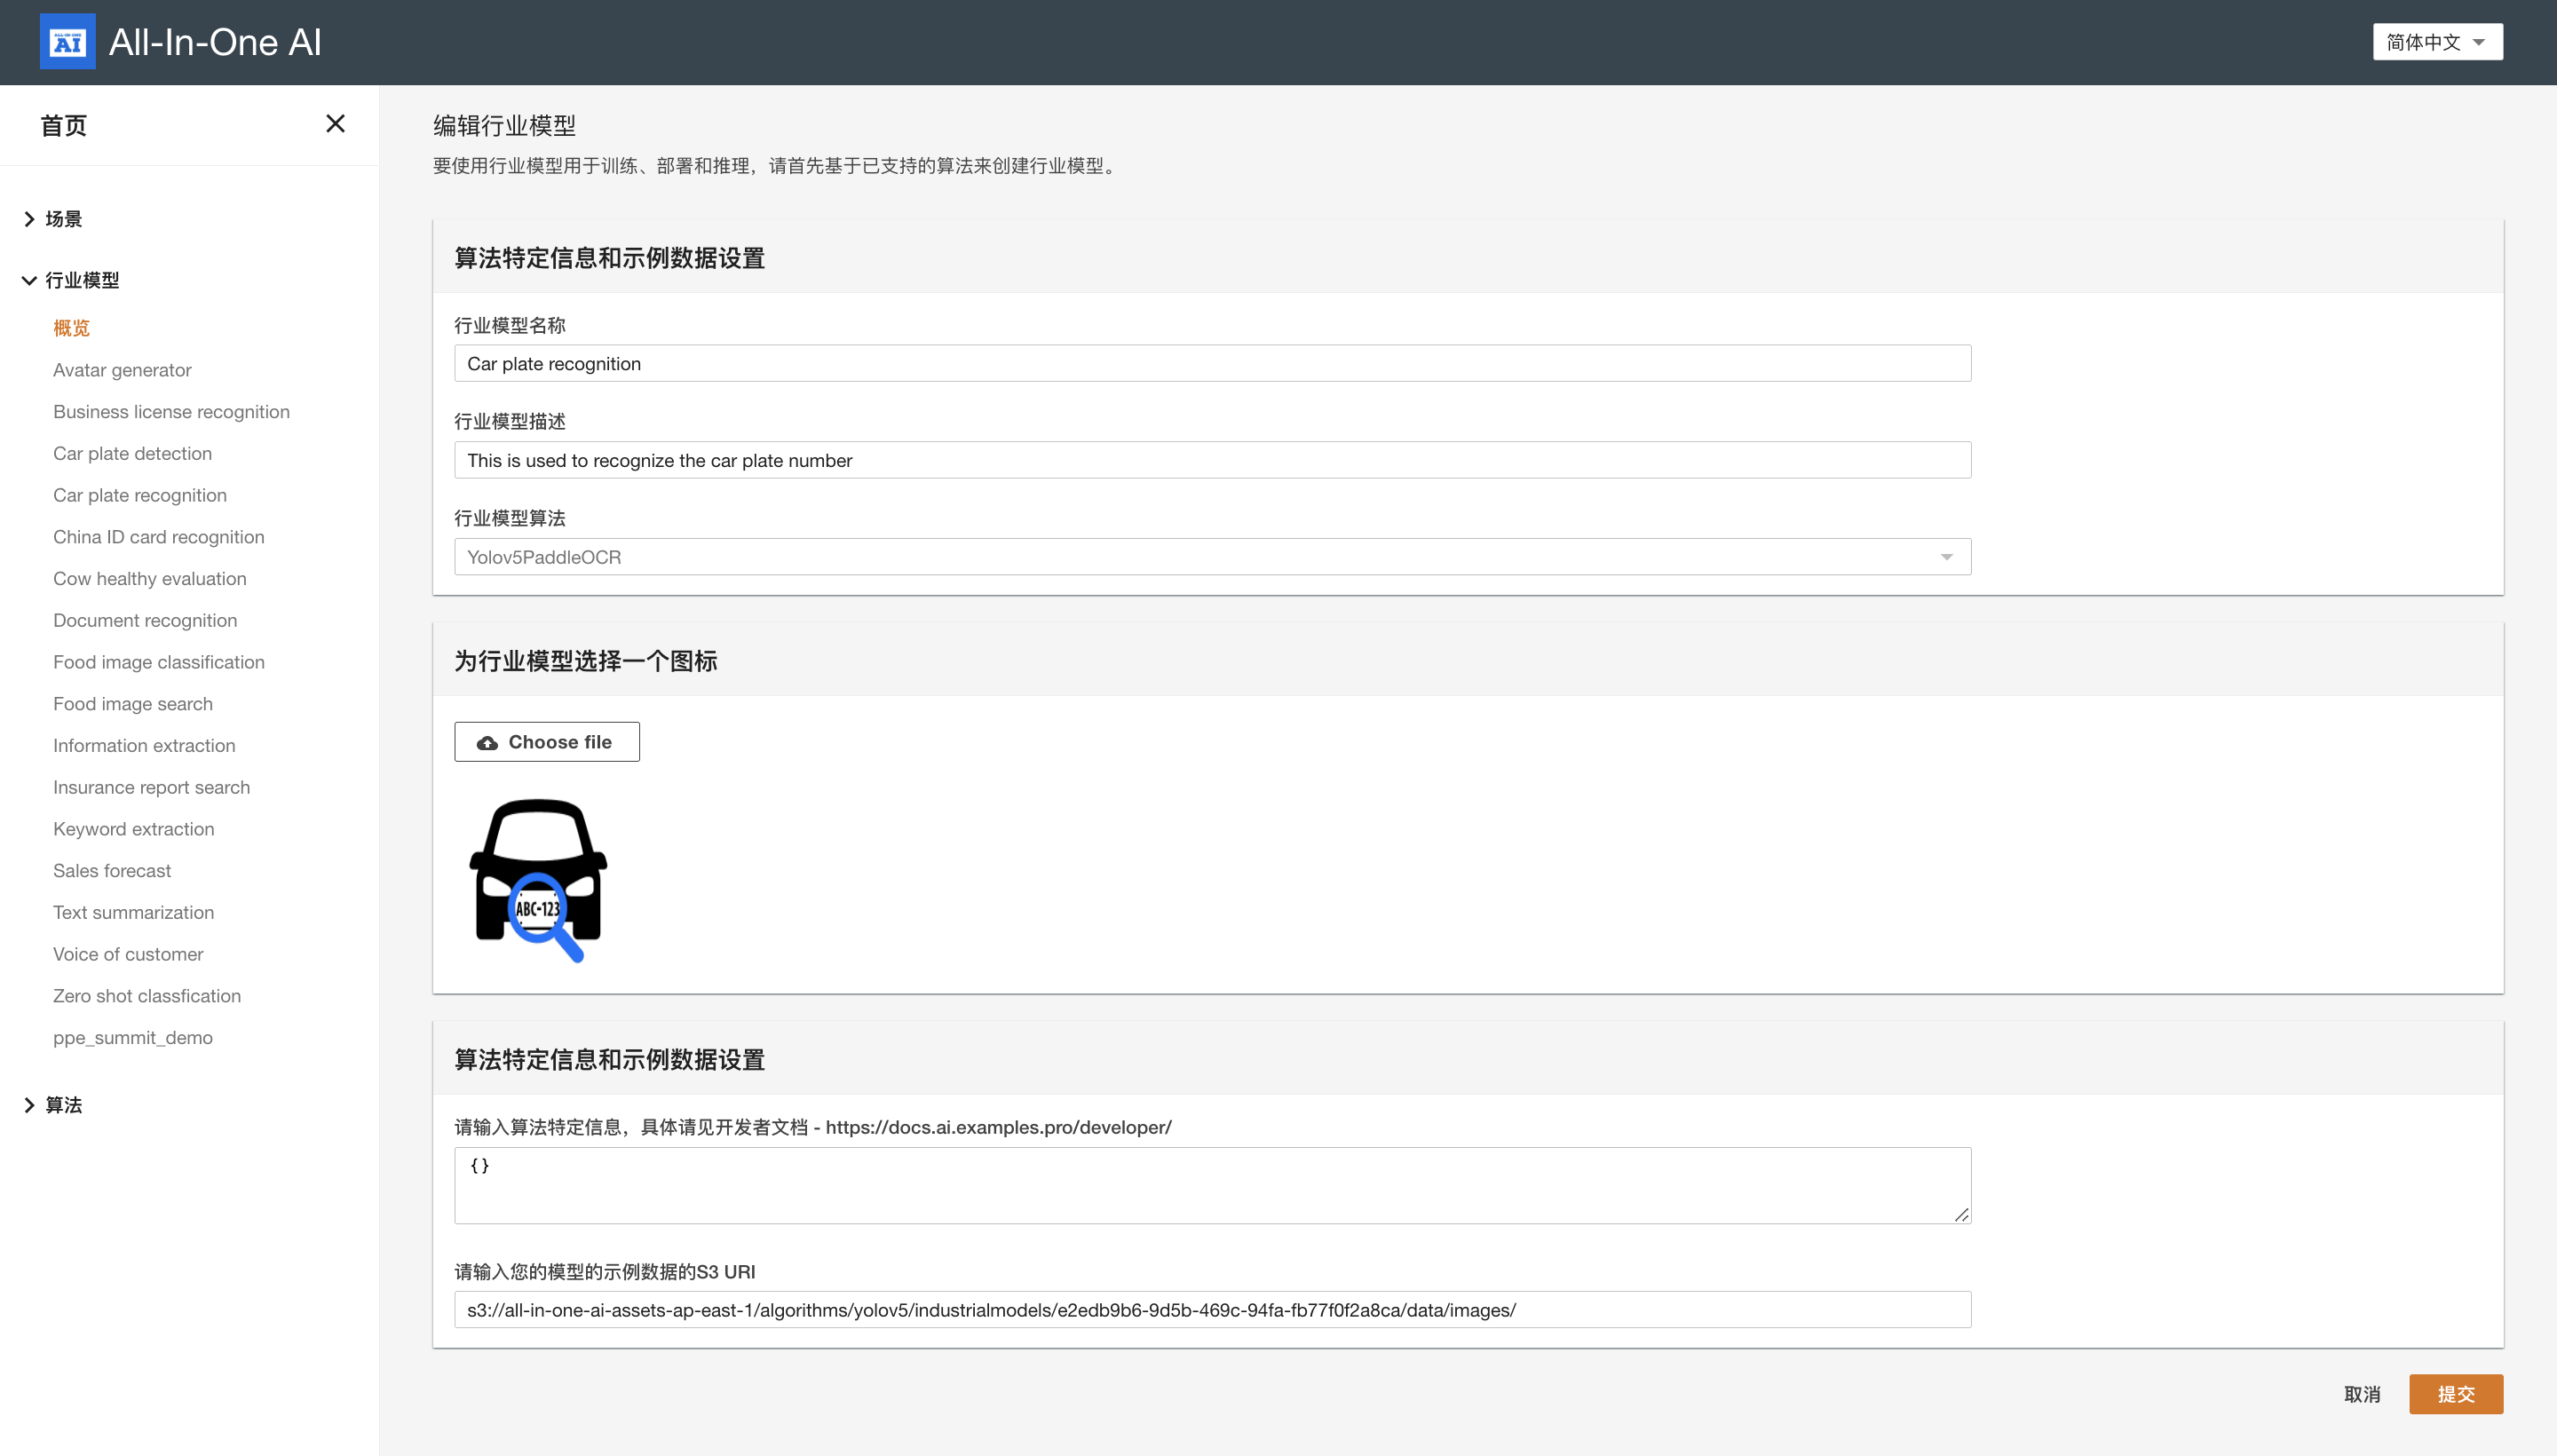 ALL-IN-ONE
AI
All-In-One AI
简体中文
首页
场景
行业模型
概览
Avatar generator
Business license recognition
Car plate detection
Car plate recognition
China ID card recognition
Cow healthy evaluation
Document recognition
Food image classification
Food image search
Information extraction
Insurance report search
Keyword extraction
Sales forecast
Text summarization
Voice of customer
Zero shot classfication
ppe_summit_demo
算法
编辑行业模型
要使用行业模型用于训练、部署和推理，请首先基于已支持的算法来创建行业模型。
算法特定信息和示例数据设置
行业模型名称
Car plate recognition
行业模型描述
This is used to recognize the car plate number
行业模型算法
Yolov5PaddleOCR
为行业模型选择一个图标
Choose file
ABC-123
算法特定信息和示例数据设置
请输入算法特定信息，具体请见开发者文档 - https://docs.ai.examples.pro/developer/
{}
请输入您的模型的示例数据的S3 URI
s3://all-in-one-ai-assets-ap-east-1/algorithms/yolov5/industrialmodels/e2edb9b6-9d5b-469c-94fa-fb77f0f2a8ca/data/images/
取消
提交